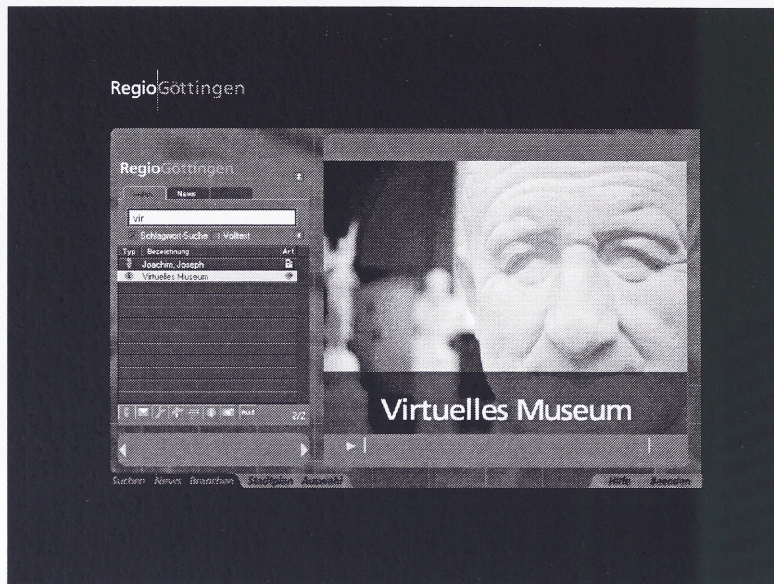 RegioGöttingen
RegioGöttingen
News
vir
Schlagwort-Suche Volltext
Typ Bezeichnung Art
Joachim, Joseph
Virtuelles Museum
2/2
Virtuelles Museum
Suchen News Branchen Stadtplan Auswahl
Hilfe Beenden